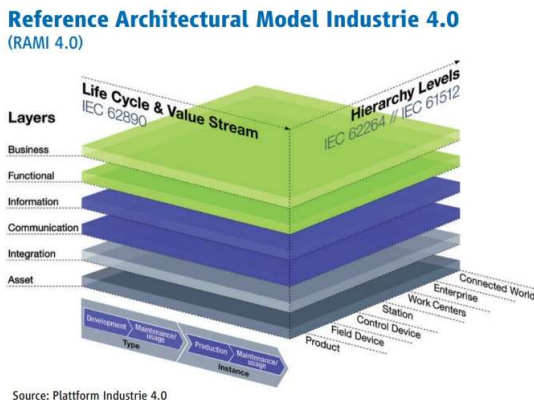 Reference Architectural Model Industrie 4.0
(RAMI 4.0)
Life Cycle & Value Stream
IEC 62890
Hierarchy Levels
IEC 62264 // IEC 61512
Layers
Business
Functional
Information
Communication
Integration
Asset
Connected World
Enterprise
Work Centers
Station
Control Device
Field Device
Product
Development
Maintenance/
usage
Production
Maintenance/
usage
Type
Instance
Source: Plattform Industrie 4.0